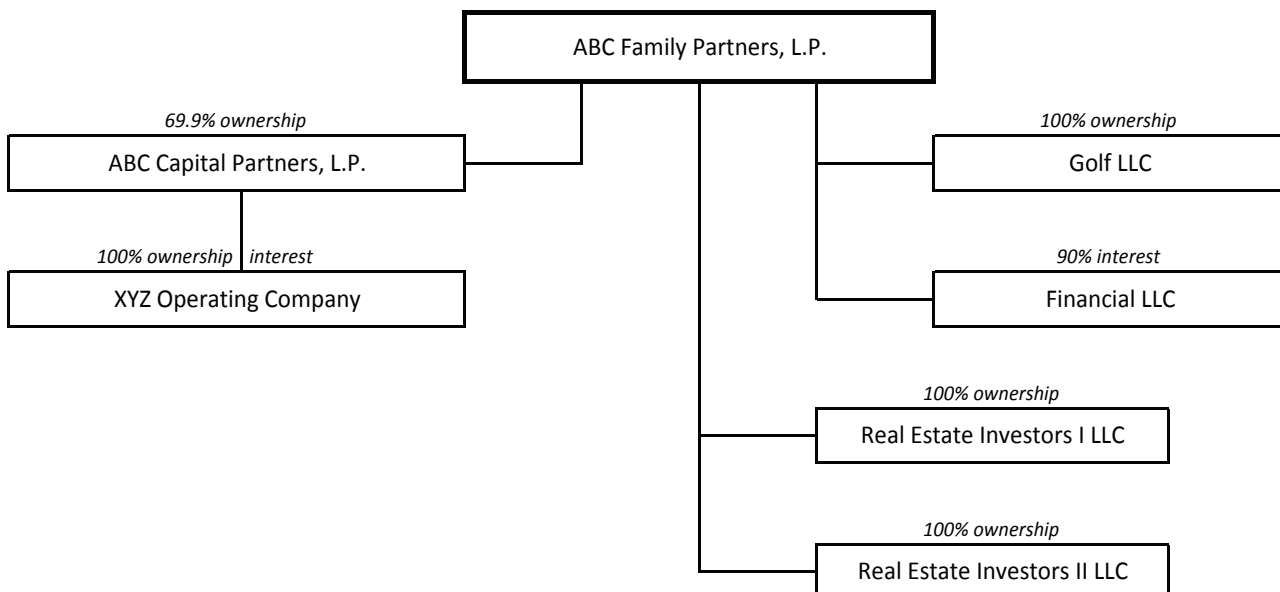 ABC Family Partners, L.P.
69.9% ownership
ABC Capital Partners, L.P.
100% ownership interest
XYZ Operating Company
100% ownership
Golf LLC
90% interest
Financial LLC
100% ownership
Real Estate Investors I LLC
100% ownership
Real Estate Investors II LLC